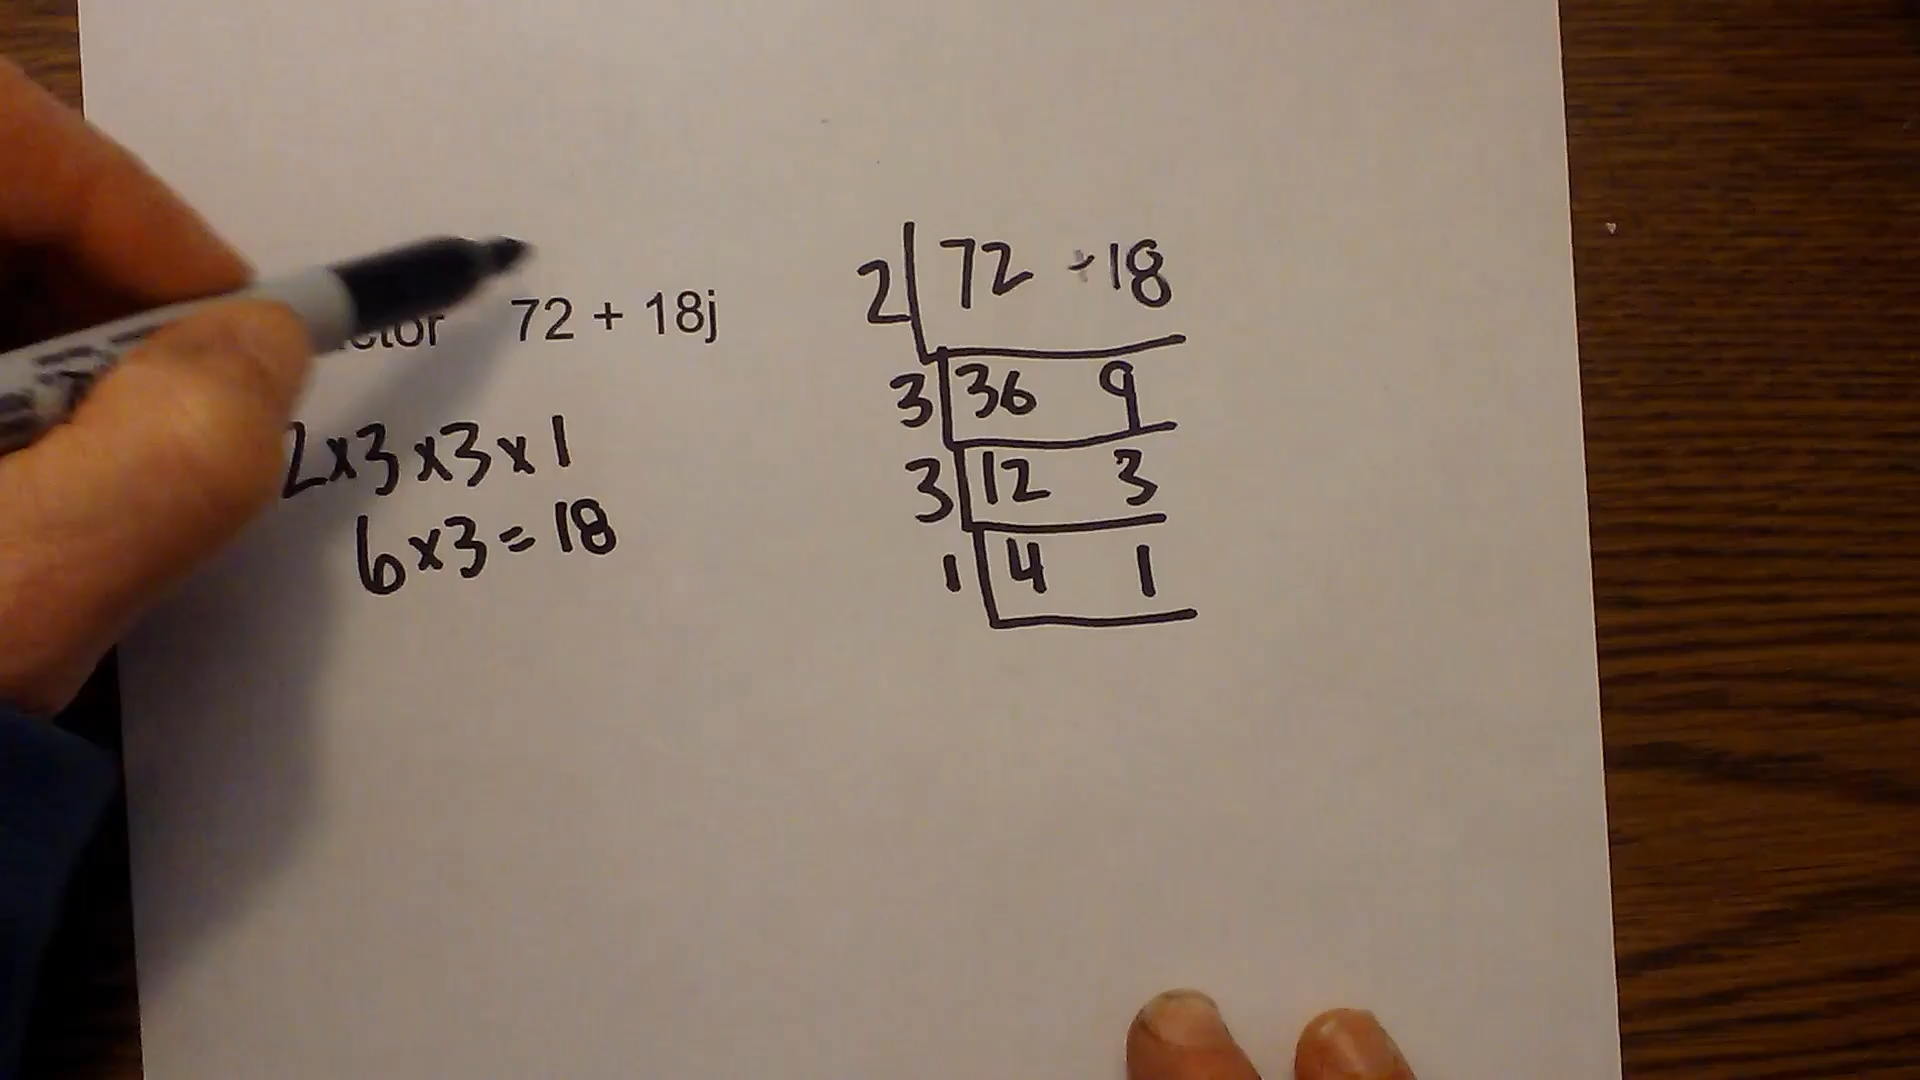 72 + 18j
2x3x3x1
6x3=18
2 72 +18
3 36 9
3 12 3
1 4 1